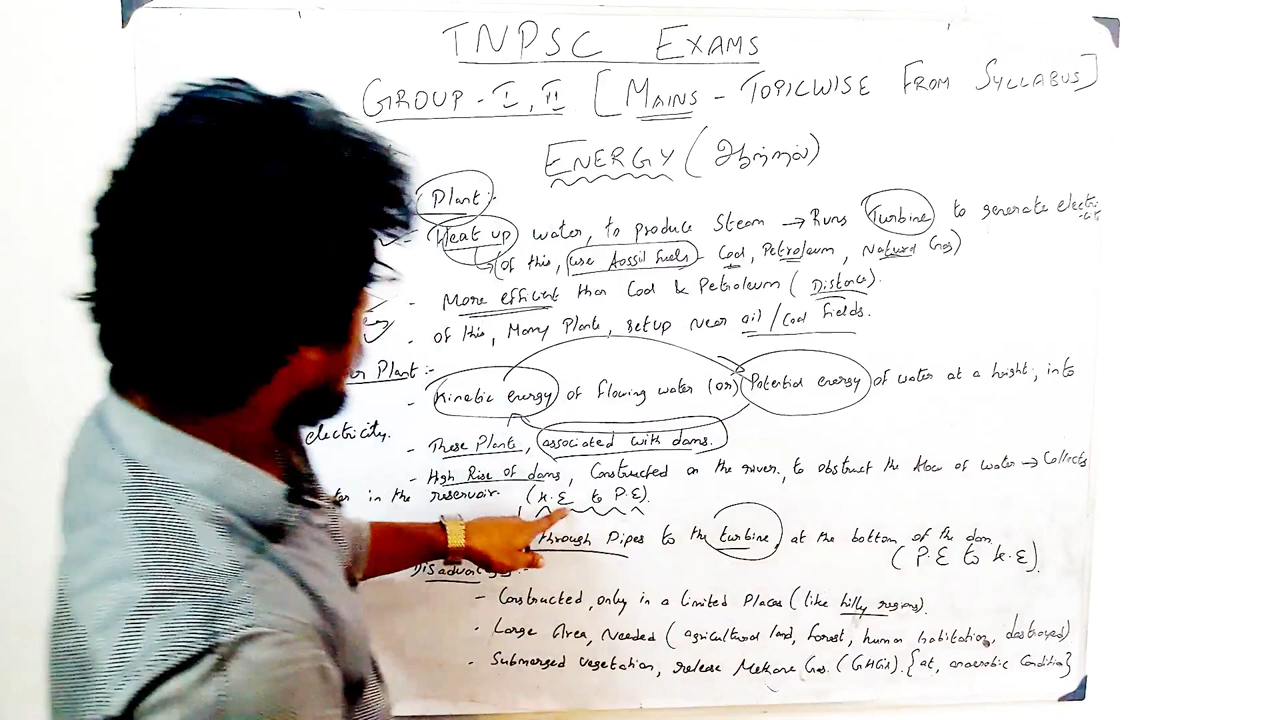 TNPSC EXAMS
GROUP - I, II [MAINS - TOPICWISE FROM SYLLABUS]
ENERGY (ஆற்றல்)
Plant :-
Heat up water, to produce Steam → Runs Turbine to generate electri
of this, use fossil fuels - Coal, Petroleum, Natural Gas)
- More efficient than Coal & Petroleum (Distance).
- of this, Many Plants, setup near oil / Coal fields.
Plant :-
- Kinetic energy of flowing water (or) Potential energy of water at a height, into
electricity.
- These Plants, associated with dams.
- High Rise of dams, Constructed on the river, to obstruct the flow of water → Collects
in the reservoir. (K.E to P.E).
through Pipes to the turbine, at the bottom of the dam.
(P.E to K.E).
- Constructed, only in a limited Places (like hilly regions).
- Large Area, Needed (agricultural land, forest, human habitation, destroyed)
- Submerged vegetation, release Methane Gas. (GHGs). {at, anaerobic Condition}